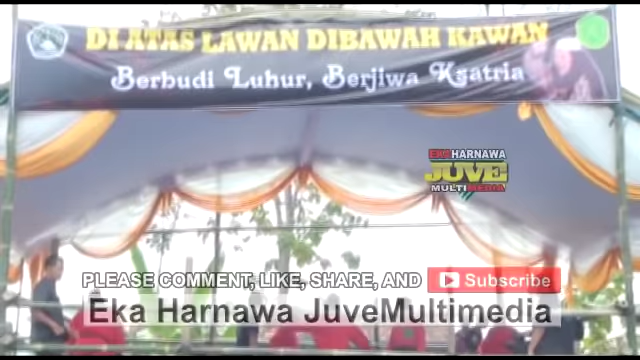 DI ATAS LAWAN DIBAWAH KAWAN
Berbudi Luhur, Berjiwa Ksatria
EKA HARNAWA
JUVE
MULTIMEDIA
PLEASE COMMENT, LIKE, SHARE, AND Subscribe
Eka Harnawa JuveMultimedia